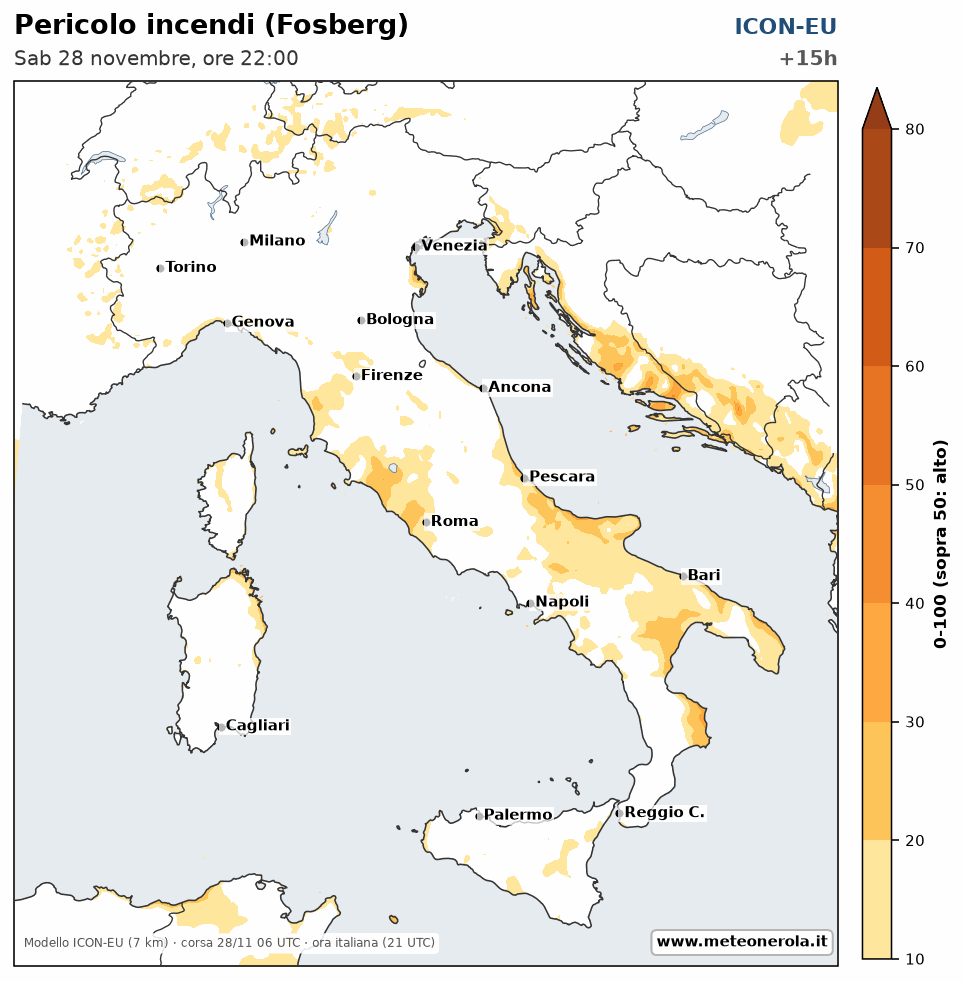 Pericolo incendi (Fosberg)
ICON-EU
Sab 28 novembre, ore 22:00
+15h
Milano
Venezia
Torino
Genova
Bologna
Firenze
Ancona
Pescara
Roma
Bari
Napoli
Cagliari
Palermo
Reggio C.
80
70
60
50
40
30
20
10
0-100 (sopra 50: alto)
Modello ICON-EU (7 km) · corsa 28/11 06 UTC · ora italiana (21 UTC)
www.meteonerola.it